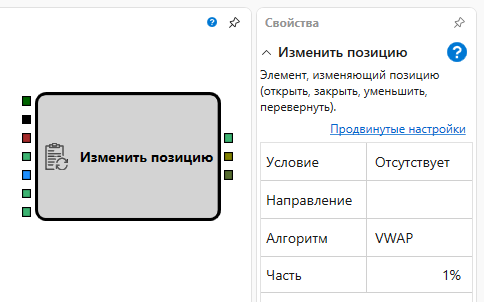 Изменить позицию
?
Свойства
Изменить позицию
?
Элемент, изменяющий позицию
(открыть, закрыть, уменьшить,
перевернуть).
Продвинутые настройки
Условие Отсутствует
Направление
Алгоритм VWAP
Часть 1%